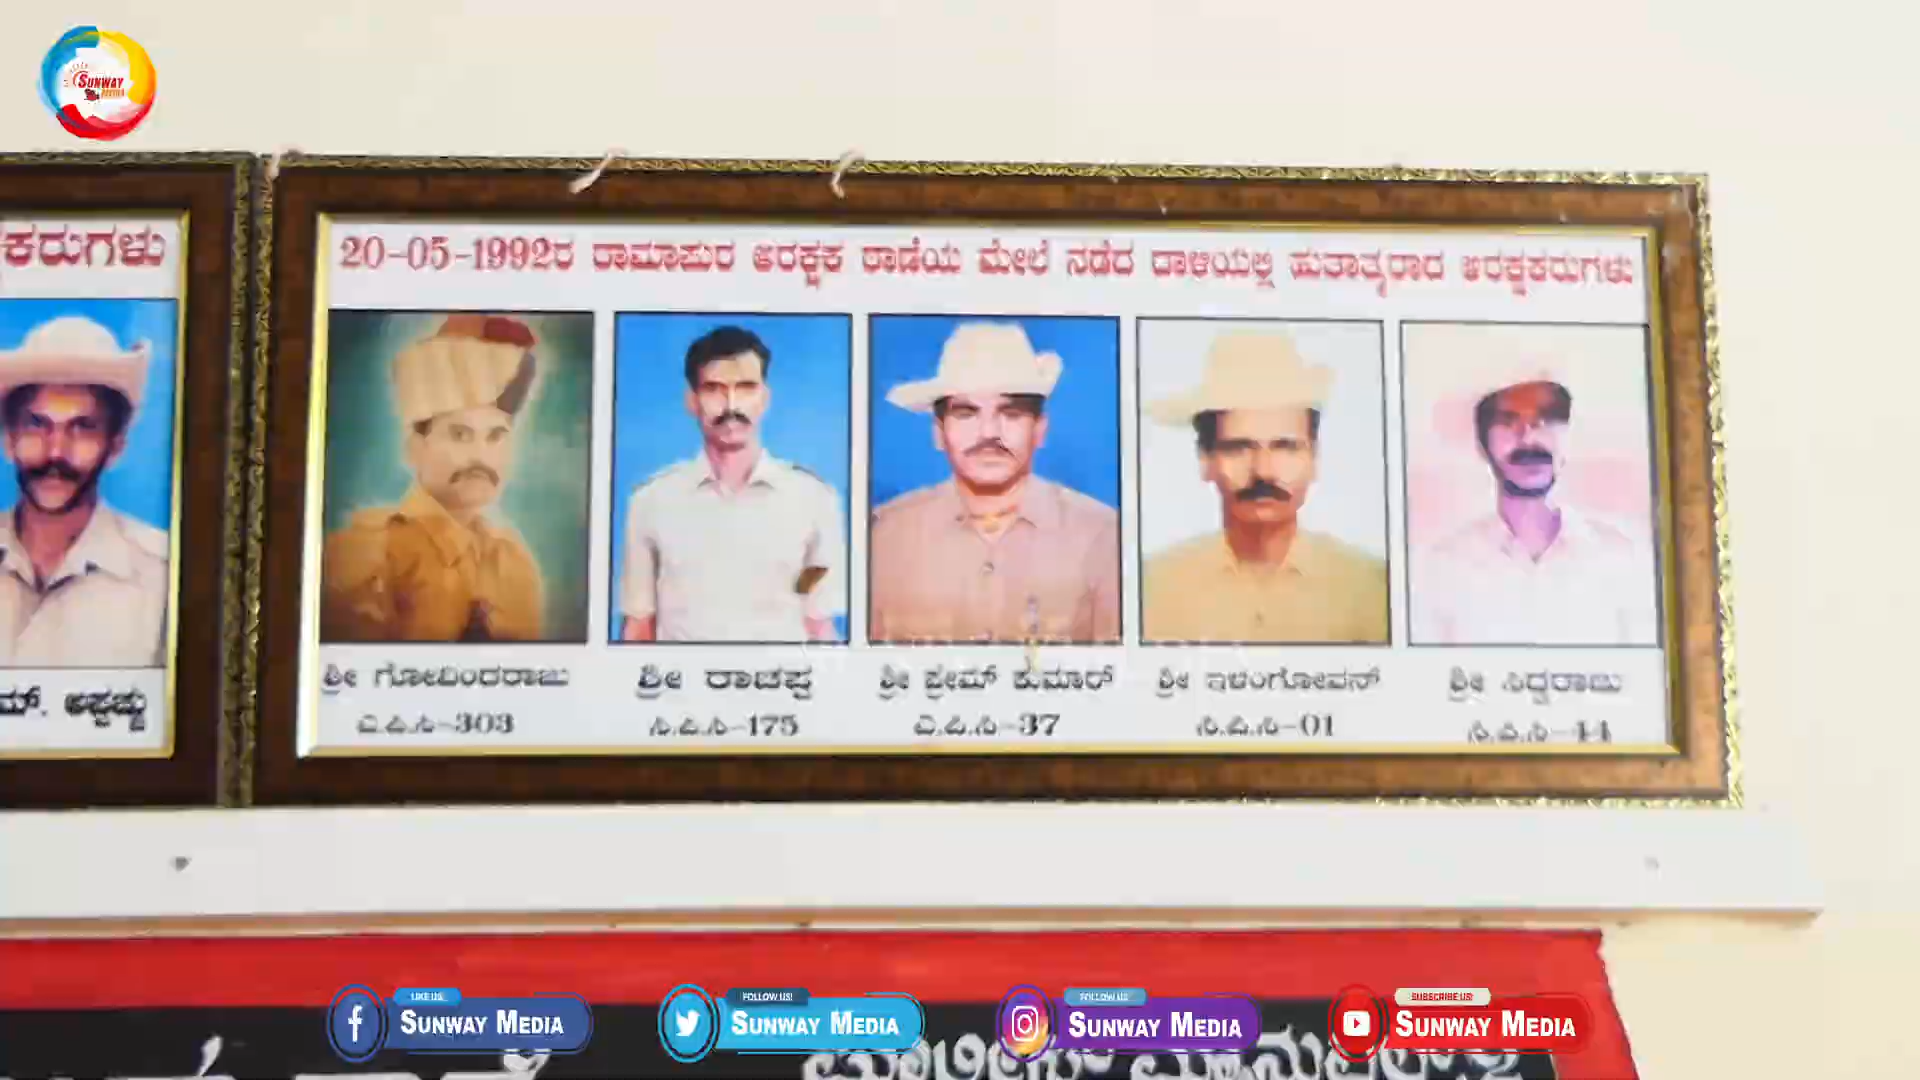 SUNWAY
MEDIA
ಕರುಗಳು
20-05-1992ರ ರಾಮಾಪುರ ಆರಕ್ಷಕ ಠಾಣೆಯ ಮೇಲೆ ನಡೆದ ದಾಳಿಯಲ್ಲಿ ಹುತಾತ್ಮರಾದ ಆರಕ್ಷಕರುಗಳು
ಶ್ರೀ ಗೋವಿಂದರಾಜು
ಎ.ಪಿ.ಸಿ-303
ಶ್ರೀ ರಾಚಪ್ಪ
ಸಿ.ಪಿ.ಸಿ-175
ಶ್ರೀ ಪ್ರೇಮ್ ಕುಮಾರ್
ಎ.ಪಿ.ಸಿ-37
ಶ್ರೀ ಇಳಂಗೋವನ್
ಸಿ.ಪಿ.ಸಿ-01
ಶ್ರೀ ಸಿದ್ದರಾಜು
ಸಿ.ಪಿ.ಸಿ-44
LIKE US!
SUNWAY MEDIA
FOLLOW US!
SUNWAY MEDIA
FOLLOW US!
SUNWAY MEDIA
SUBSCRIBE US!
SUNWAY MEDIA